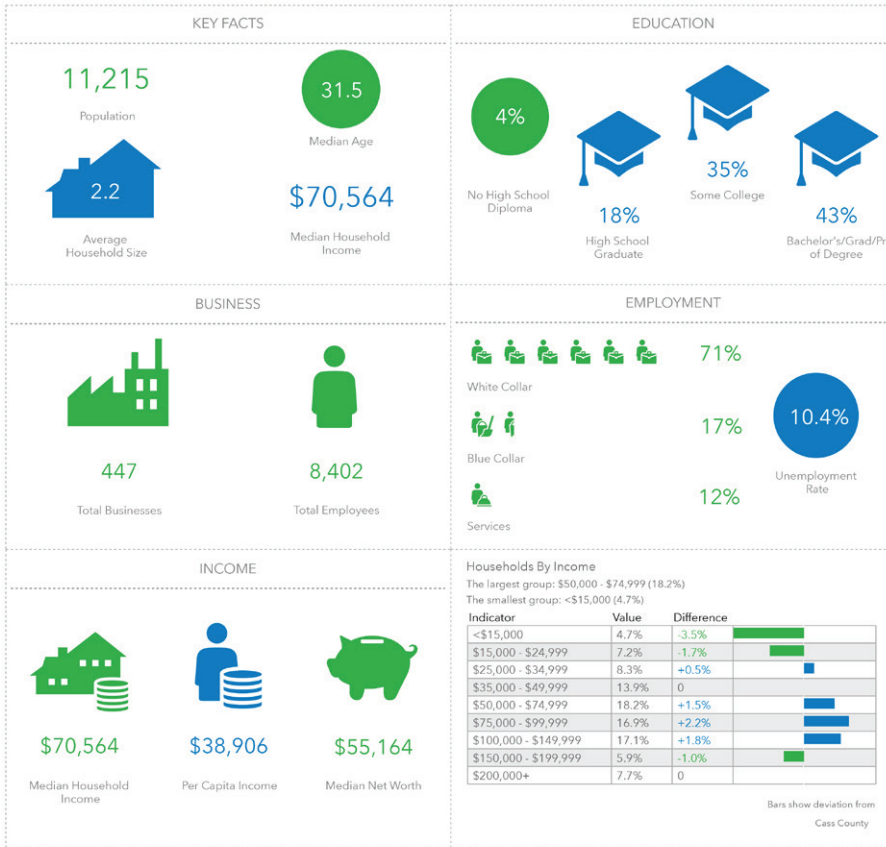 KEY FACTS
11,215
Population
31.5
Median Age
2.2
Average
Household Size
$70,564
Median Household
Income
EDUCATION
4%
No High School
Diploma
18%
High School
Graduate
35%
Some College
43%
Bachelor's/Grad/Pr
of Degree
BUSINESS
447
Total Businesses
8,402
Total Employees
EMPLOYMENT
71%
White Collar
17%
Blue Collar
12%
Services
10.4%
Unemployment
Rate
INCOME
$70,564
Median Household
Income
$38,906
Per Capita Income
$55,164
Median Net Worth
Households By Income
The largest group: $50,000 - $74,999 (18.2%)
The smallest group: <$15,000 (4.7%)
Indicator Value Difference
<$15,000 4.7% -3.5%
$15,000 - $24,999 7.2% -1.7%
$25,000 - $34,999 8.3% +0.5%
$35,000 - $49,999 13.9% 0
$50,000 - $74,999 18.2% +1.5%
$75,000 - $99,999 16.9% +2.2%
$100,000 - $149,999 17.1% +1.8%
$150,000 - $199,999 5.9% -1.0%
$200,000+ 7.7% 0
Bars show deviation from
Cass County